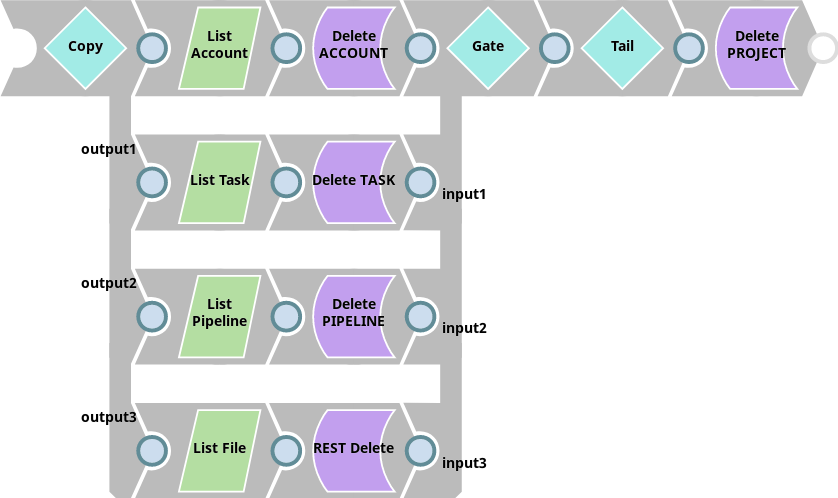 Copy
List
Account
Delete
ACCOUNT
Gate
Tail
Delete
PROJECT
output1
List Task
Delete TASK
input1
output2
List
Pipeline
Delete
PIPELINE
input2
output3
List File
REST Delete
input3